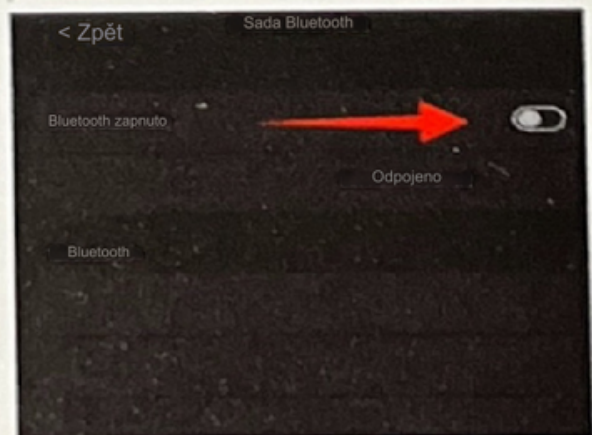 < Zpět
Sada Bluetooth
Bluetooth zapnuto
Odpojeno
Bluetooth